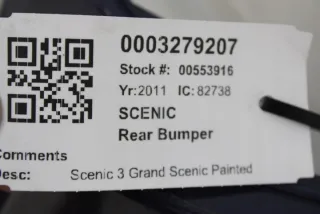 0003279207
Stock #: 00553916
Yr:2011 IC:82738
SCENIC
Rear Bumper
Comments
Desc: Scenic 3 Grand Scenic Painted